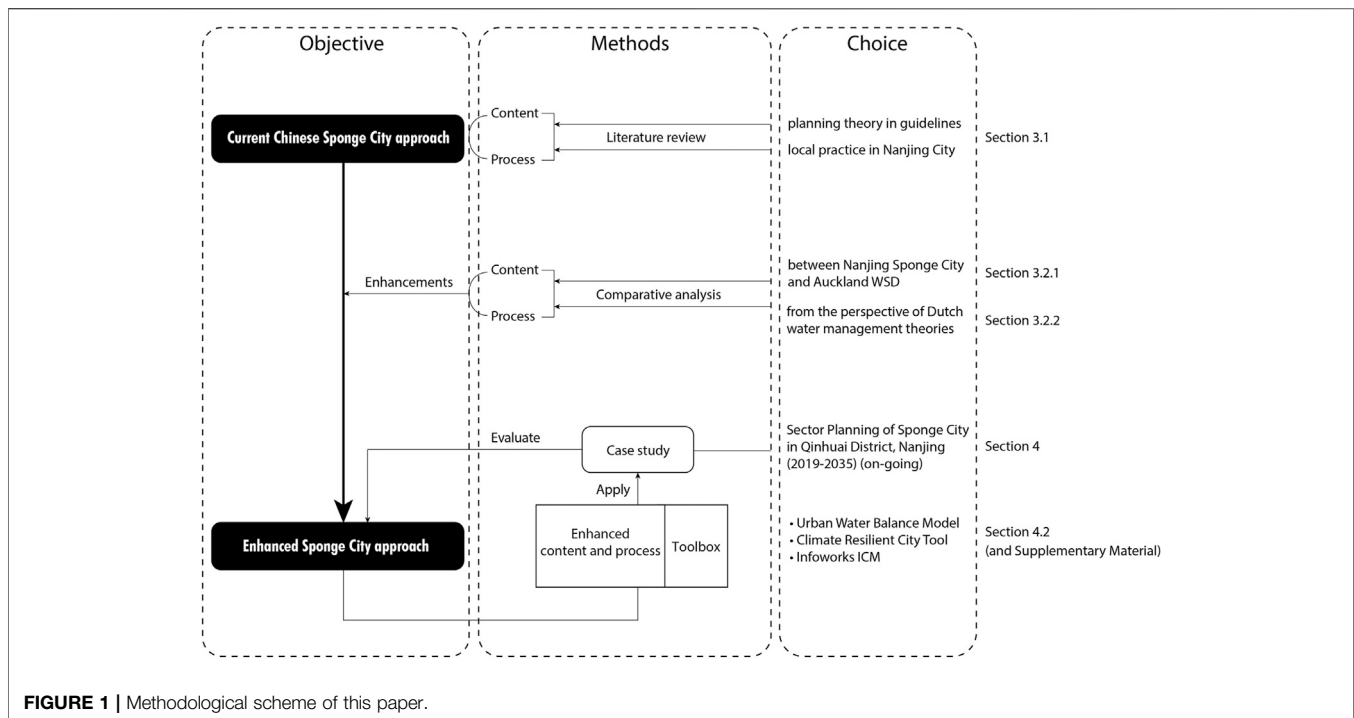 Objective
Methods
Choice
Current Chinese Sponge City approach
Content
Process
Literature review
planning theory in guidelines
local practice in Nanjing City
Section 3.1
Enhancements
Content
Process
Comparative analysis
between Nanjing Sponge City
and Auckland WSD
Section 3.2.1
from the perspective of Dutch
water management theories
Section 3.2.2
Evaluate
Case study
Sector Planning of Sponge City
in Qinhuai District, Nanjing
(2019-2035) (on-going)
Section 4
Apply
Enhanced Sponge City approach
Enhanced
content and process
Toolbox
• Urban Water Balance Model
• Climate Resilient City Tool
• Infoworks ICM
Section 4.2
(and Supplementary Material)
FIGURE 1 | Methodological scheme of this paper.